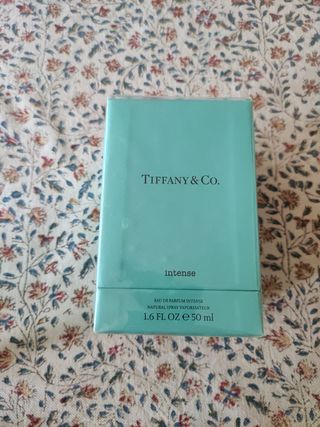 TIFFANY & CO.
intense
EAU DE PARFUM INTENSE
NATURAL SPRAY VAPORISATEUR
1.6 FL OZ ℮ 50 ml